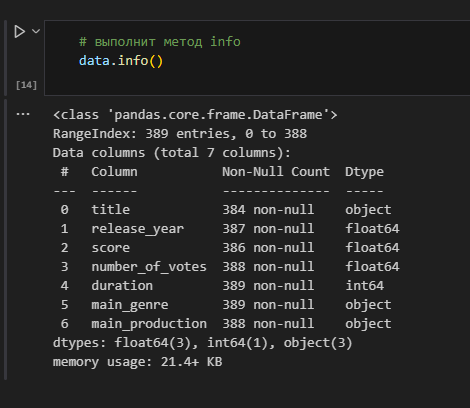 # выполнит метод info
data.info()
[14]
...
<class 'pandas.core.frame.DataFrame'>
RangeIndex: 389 entries, 0 to 388
Data columns (total 7 columns):
 #   Column             Non-Null Count  Dtype
---  ------             --------------  -----
 0   title              384 non-null    object
 1   release_year       387 non-null    float64
 2   score              386 non-null    float64
 3   number_of_votes    388 non-null    float64
 4   duration           389 non-null    int64
 5   main_genre         389 non-null    object
 6   main_production    388 non-null    object
dtypes: float64(3), int64(1), object(3)
memory usage: 21.4+ KB